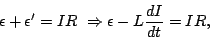 ϵ + ϵ′ = IR ⇒ ϵ − L dI/dt = IR,